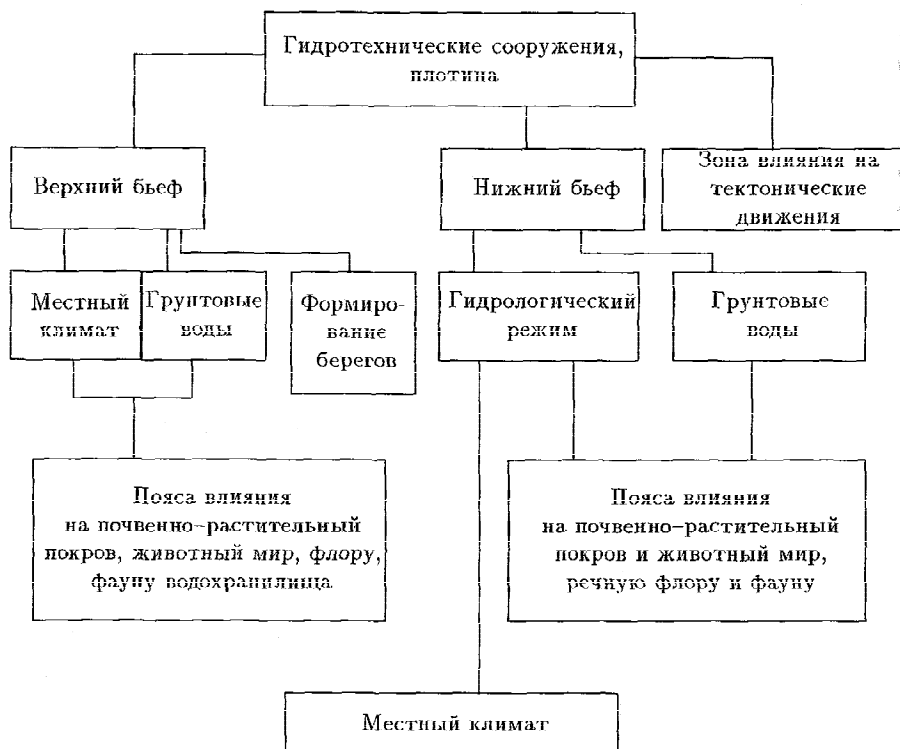 Гидротехнические сооружения,
плотина
Верхний бьеф
Нижний бьеф
Зона влияния на
тектонические
движения
Местный
климат
Грунтовые
воды
Формиро-
вание
берегов
Гидрологический
режим
Грунтовые
воды
Пояса влияния
на почвенно-растительный
покров, животный мир, флору,
фауну водохранилища
Пояса влияния
на почвенно-растительный
покров и животный мир,
речную флору и фауну
Местный климат